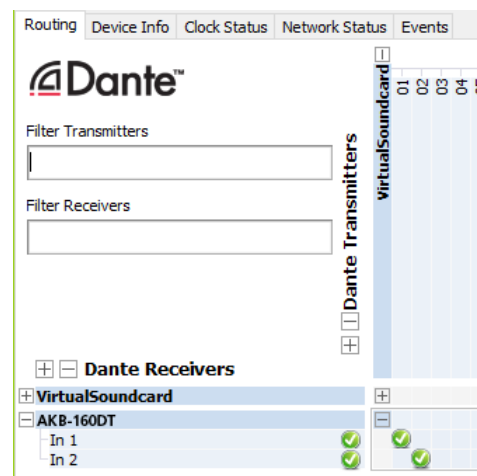 Routing Device Info Clock Status Network Status Events
Dante™
Filter Transmitters
Filter Receivers
Dante Transmitters
VirtualSoundcard
01 02 03 04
Dante Receivers
VirtualSoundcard
AKB-160DT
In 1
In 2